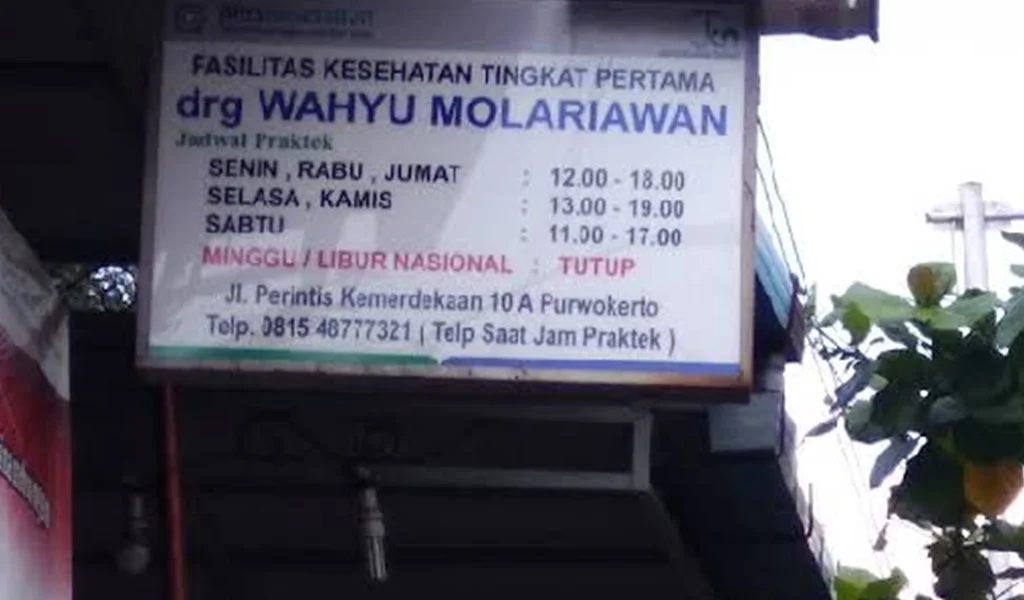 FASILITAS KESEHATAN TINGKAT PERTAMA
drg WAHYU MOLARIAWAN
Jadwal Praktek
SENIN , RABU , JUMAT : 12.00 - 18.00
SELASA , KAMIS : 13.00 - 19.00
SABTU : 11.00 - 17.00
MINGGU / LIBUR NASIONAL : TUTUP
Jl. Perintis Kemerdekaan 10 A Purwokerto
Telp. 0815 48777321 ( Telp Saat Jam Praktek )